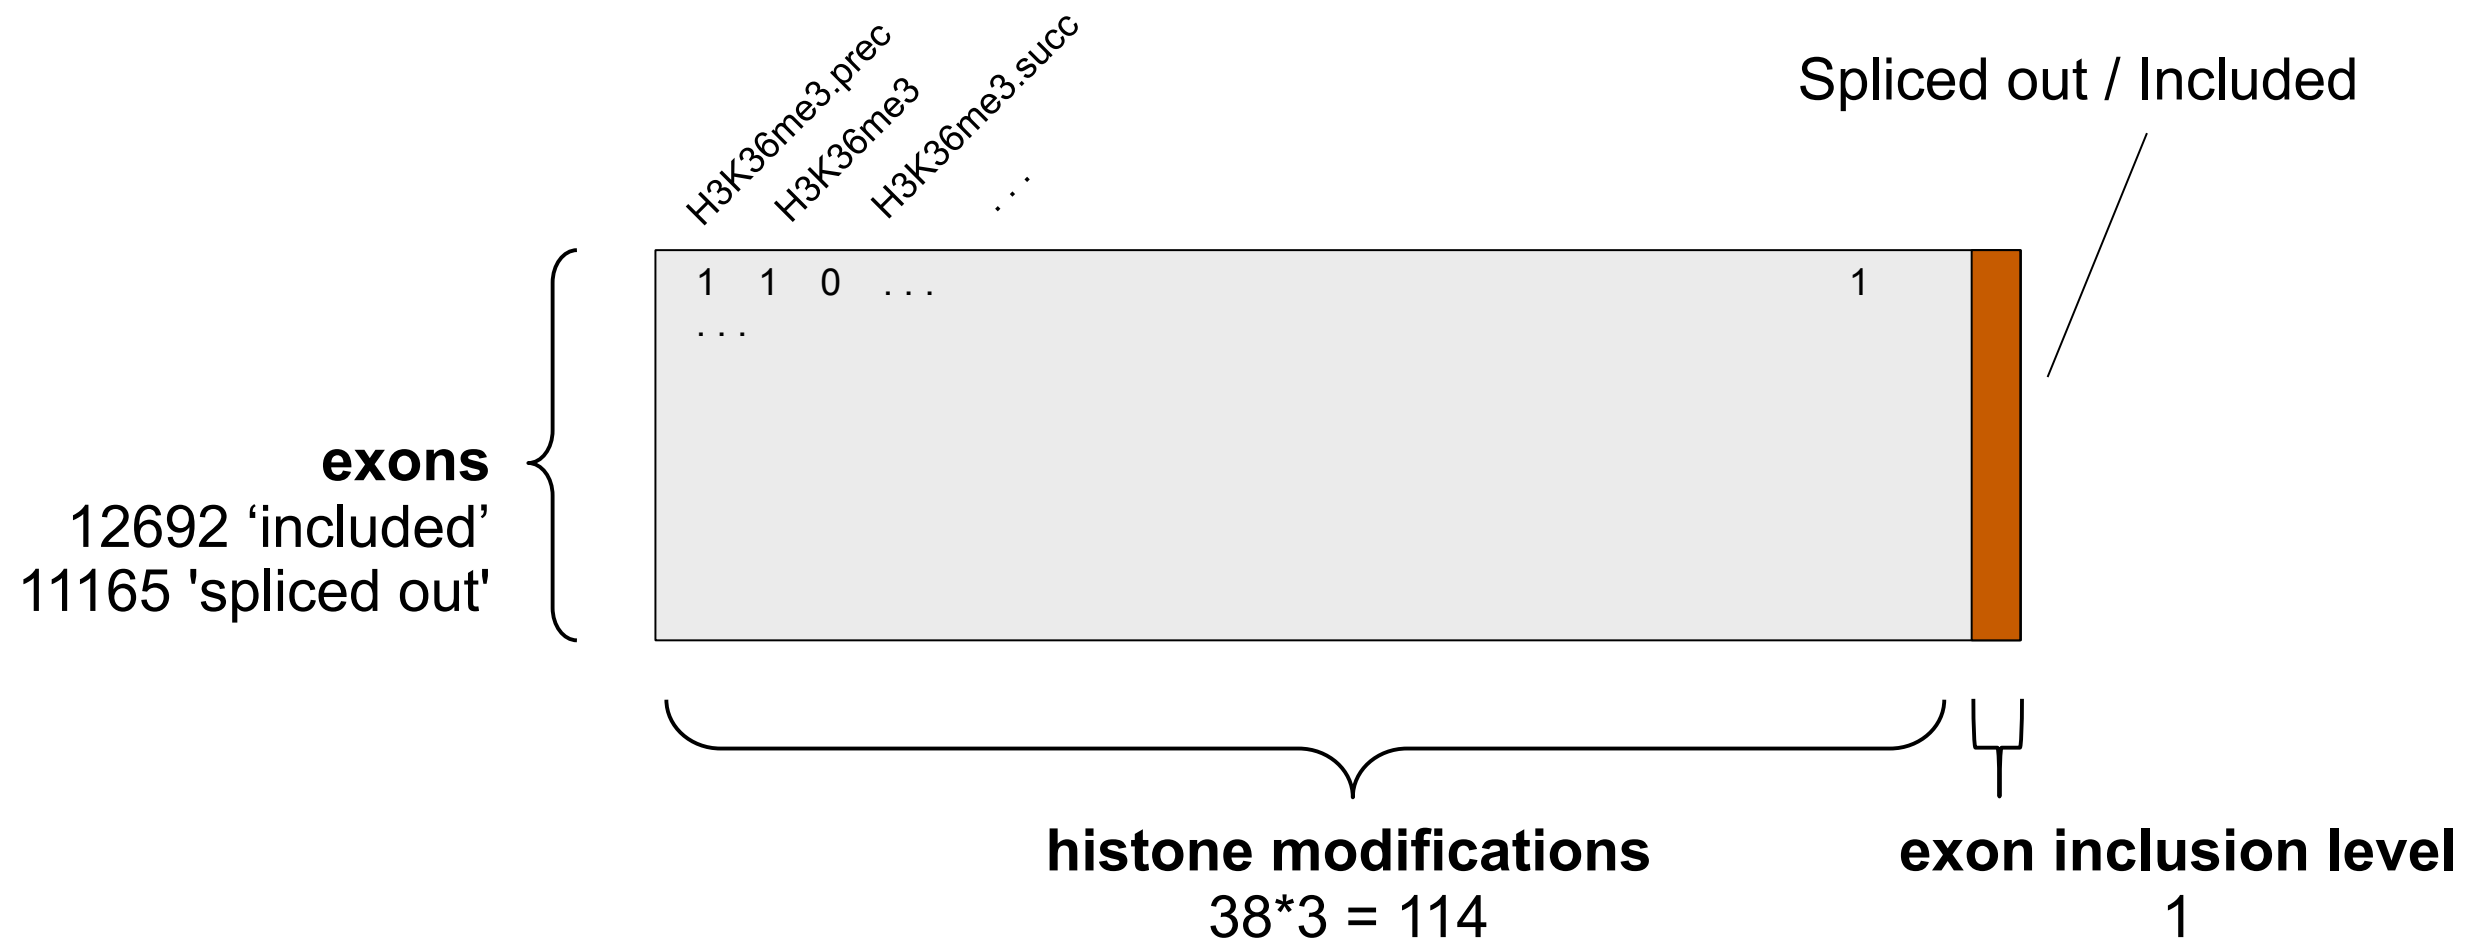 H3K36me3.prec
H3K36me3
H3K36me3.succ
. . .
Spliced out / Included
1 1 0 . . . 1
. . .
exons
12692 ‘included’
11165 'spliced out'
histone modifications
38*3 = 114
exon inclusion level
1